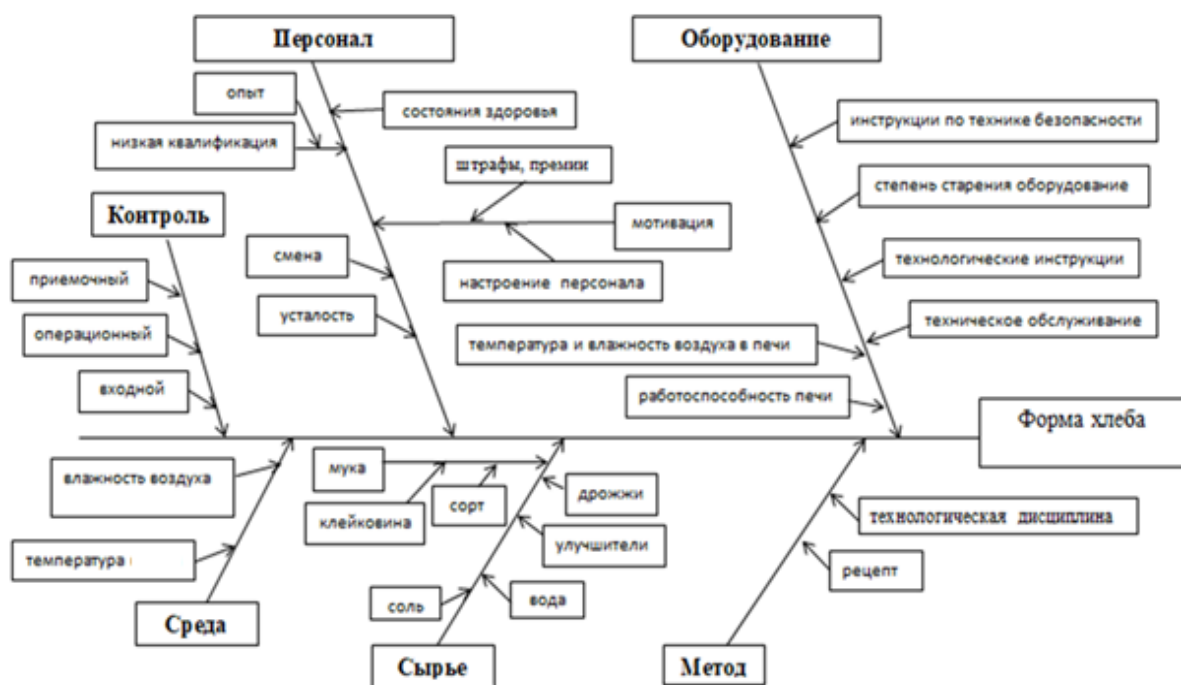 Персонал
Оборудование
опыт
состояния здоровья
инструкции по технике безопасности
низкая квалификация
штрафы, премии
степень старения оборудование
Контроль
мотивация
смена
технологические инструкции
приемочный
настроение персонала
усталость
техническое обслуживание
операционный
температура и влажность воздуха в печи
входной
работоспособность печи
Форма хлеба
мука
влажность воздуха
дрожжи
сорт
клейковина
технологическая дисциплина
улучшители
температура
рецепт
соль
вода
Среда
Сырье
Метод